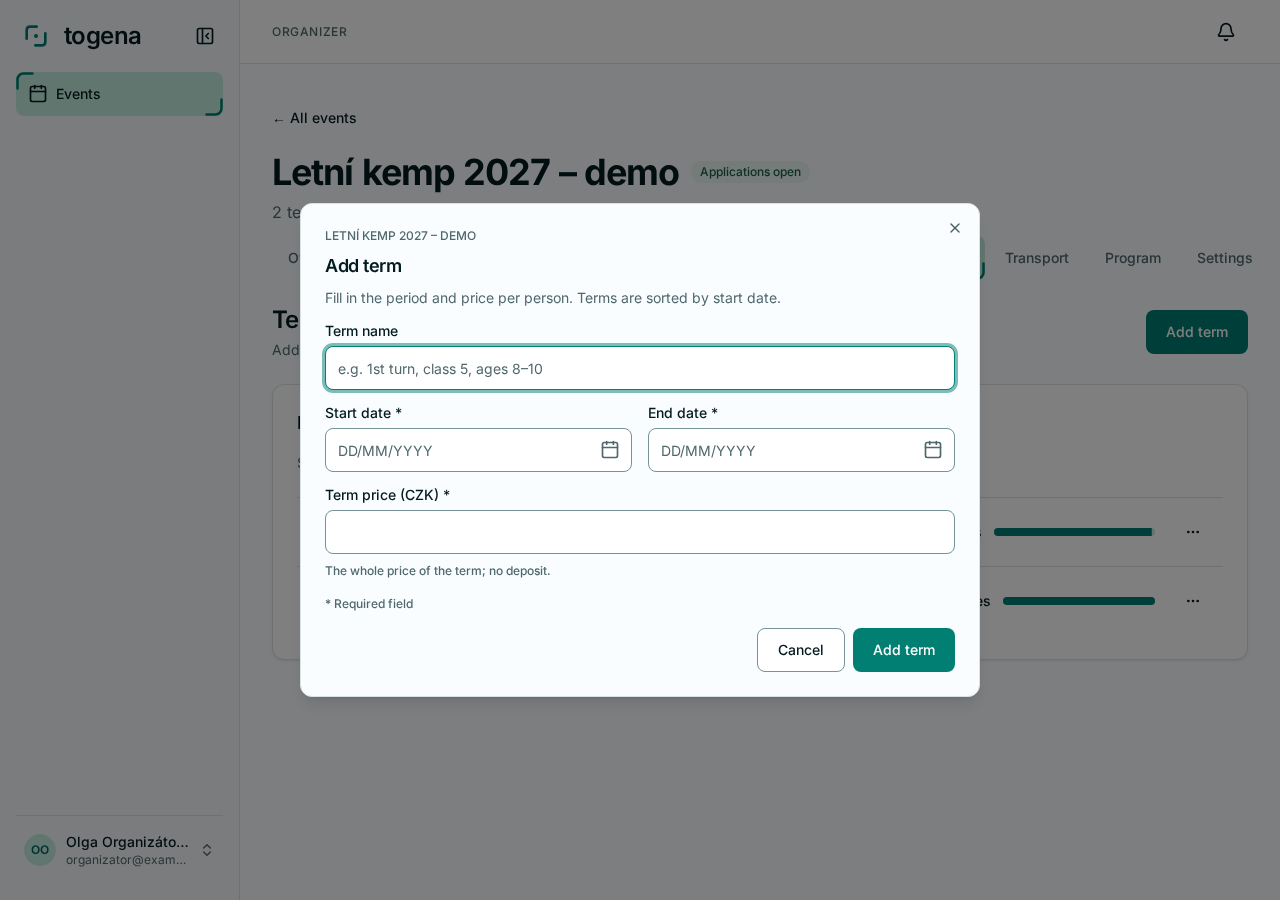 togena
ORGANIZER
Events
← All events
Letní kemp 2027 – demo
Applications open
2 te
Transport
Program
Settings
Add term
Add
LETNÍ KEMP 2027 – DEMO
Add term
Fill in the period and price per person. Terms are sorted by start date.
Term name
e.g. 1st turn, class 5, ages 8–10
Start date *
End date *
DD/MM/YYYY
DD/MM/YYYY
Term price (CZK) *
The whole price of the term; no deposit.
* Required field
Cancel
Add term
OO
Olga Organizáto...
organizator@exam...